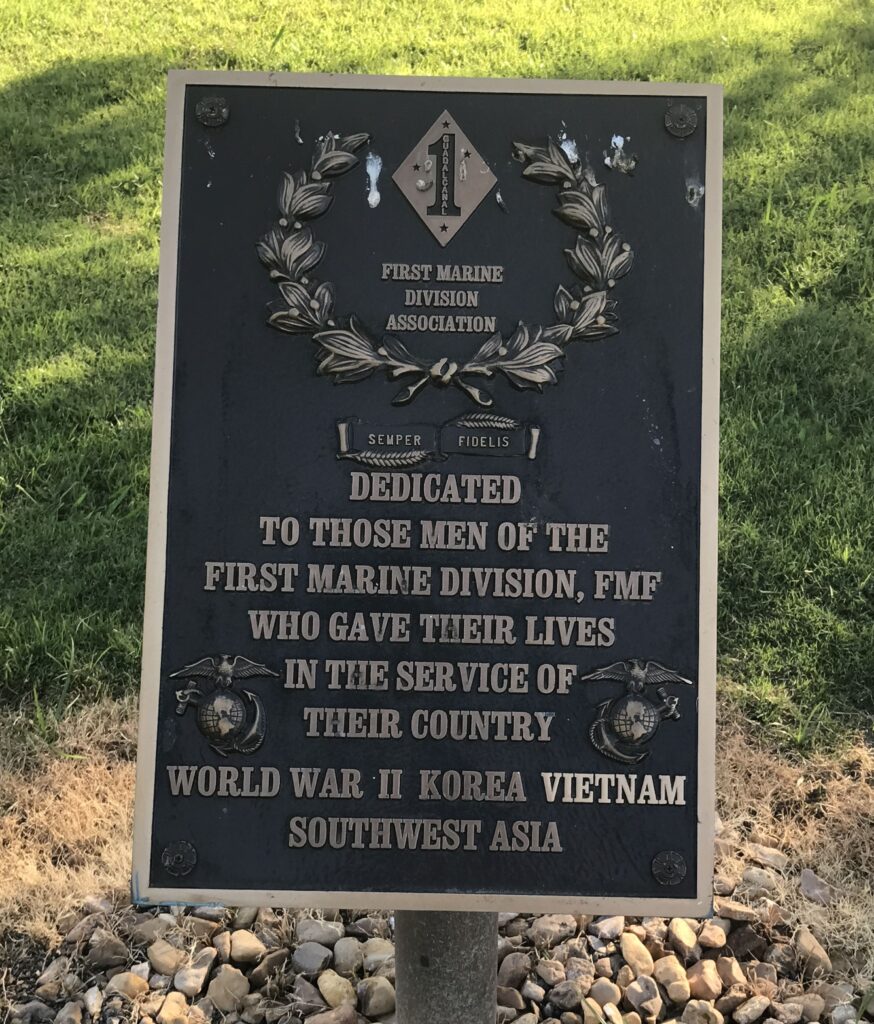 1
GUADALCANAL
FIRST MARINE
DIVISION
ASSOCIATION
SEMPER FIDELIS
DEDICATED
TO THOSE MEN OF THE
FIRST MARINE DIVISION, FMF
WHO GAVE THEIR LIVES
IN THE SERVICE OF
THEIR COUNTRY
WORLD WAR II KOREA VIETNAM
SOUTHWEST ASIA